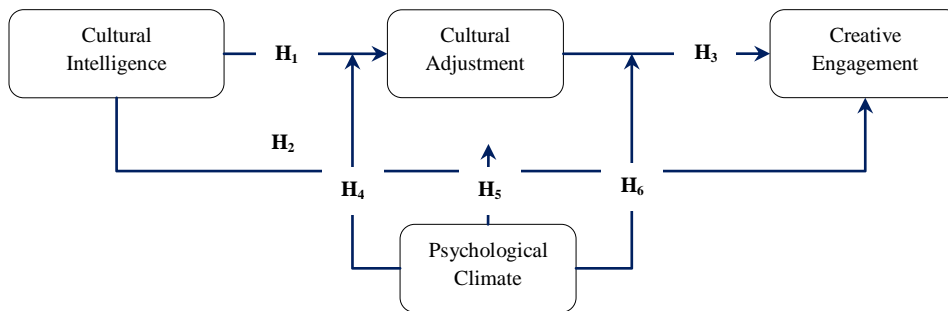 Cultural
Intelligence
H₁
Cultural
Adjustment
H₃
Creative
Engagement
H₂
H₄
H₅
H₆
Psychological
Climate